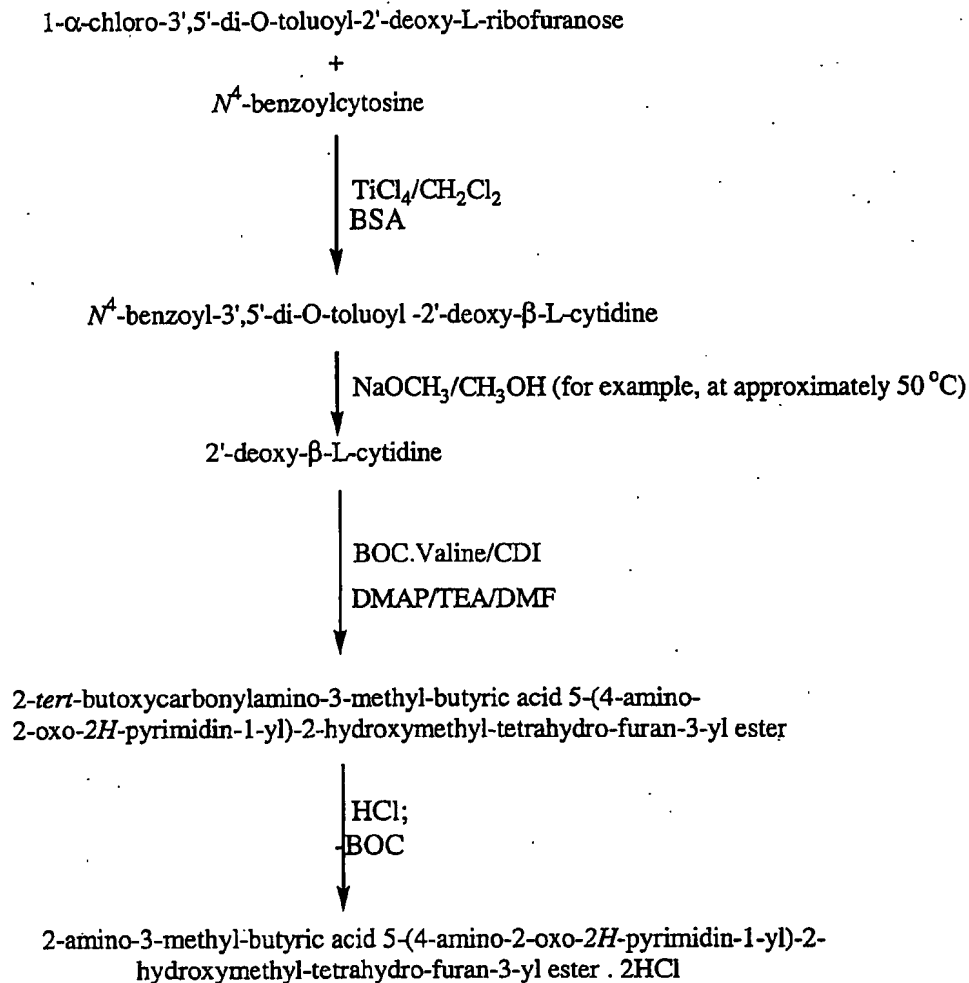 1-α-chloro-3',5'-di-O-toluoyl-2'-deoxy-L-ribofuranose
+
N⁴-benzoylcytosine
TiCl₄/CH₂Cl₂
BSA
N⁴-benzoyl-3',5'-di-O-toluoyl -2'-deoxy-β-L-cytidine
NaOCH₃/CH₃OH (for example, at approximately 50 °C)
2'-deoxy-β-L-cytidine
BOC.Valine/CDI
DMAP/TEA/DMF
2-tert-butoxycarbonylamino-3-methyl-butyric acid 5-(4-amino-
2-oxo-2H-pyrimidin-1-yl)-2-hydroxymethyl-tetrahydro-furan-3-yl ester
HCl;
-BOC
2-amino-3-methyl-butyric acid 5-(4-amino-2-oxo-2H-pyrimidin-1-yl)-2-
hydroxymethyl-tetrahydro-furan-3-yl ester . 2HCl